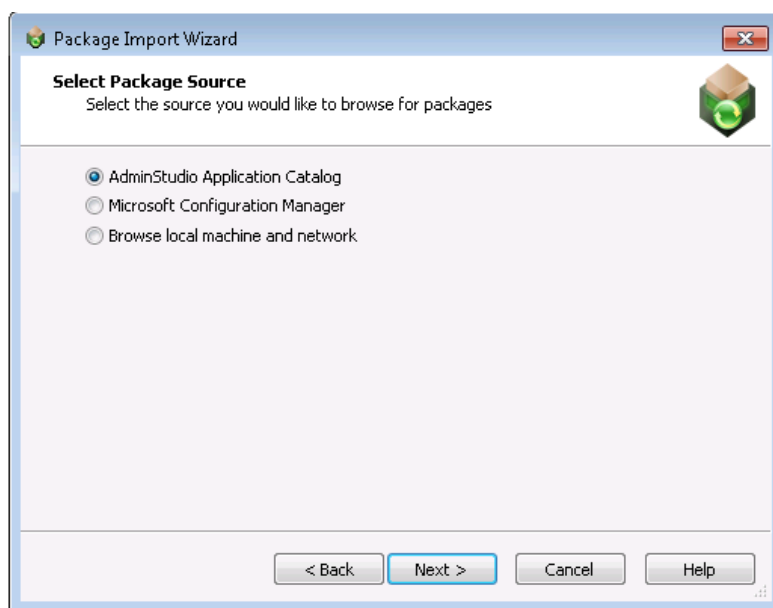 Package Import Wizard
Select Package Source
Select the source you would like to browse for packages
AdminStudio Application Catalog
Microsoft Configuration Manager
Browse local machine and network
< Back
Next >
Cancel
Help